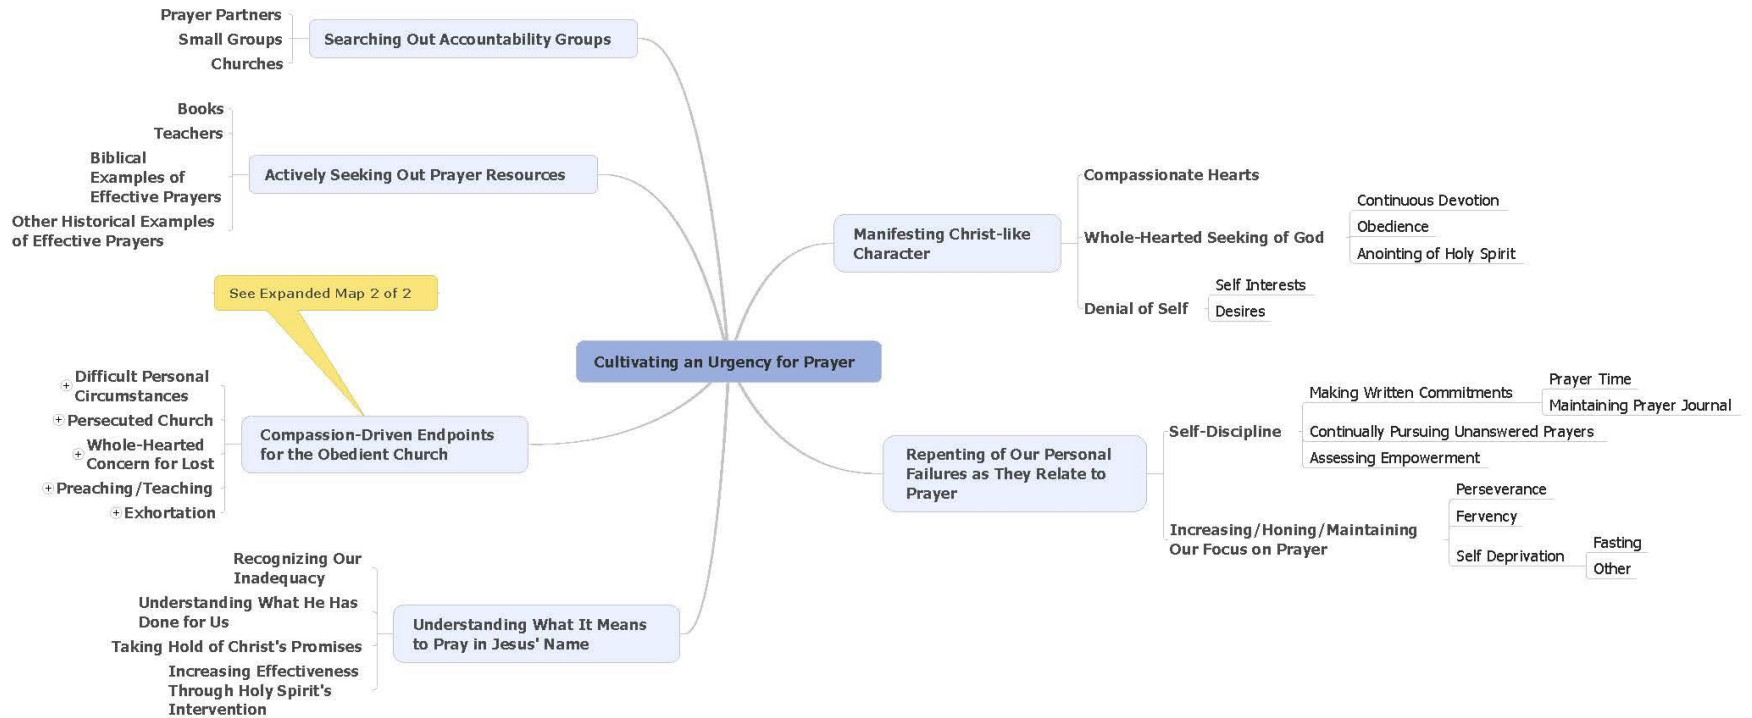 Prayer Partners
Small Groups
Churches
Searching Out Accountability Groups
Books
Teachers
Biblical
Examples of
Effective Prayers
Other Historical Examples
of Effective Prayers
Actively Seeking Out Prayer Resources
See Expanded Map 2 of 2
Difficult Personal
Circumstances
Persecuted Church
Whole-Hearted
Concern for Lost
Preaching/Teaching
Exhortation
Compassion-Driven Endpoints
for the Obedient Church
Recognizing Our
Inadequacy
Understanding What He Has
Done for Us
Taking Hold of Christ's Promises
Increasing Effectiveness
Through Holy Spirit's
Intervention
Understanding What It Means
to Pray in Jesus' Name
Cultivating an Urgency for Prayer
Manifesting Christ-like
Character
Compassionate Hearts
Whole-Hearted Seeking of God
Continuous Devotion
Obedience
Anointing of Holy Spirit
Denial of Self
Self Interests
Desires
Repenting of Our Personal
Failures as They Relate to
Prayer
Self-Discipline
Making Written Commitments
Prayer Time
Maintaining Prayer Journal
Continually Pursuing Unanswered Prayers
Assessing Empowerment
Increasing/Honing/Maintaining
Our Focus on Prayer
Perseverance
Fervency
Self Deprivation
Fasting
Other